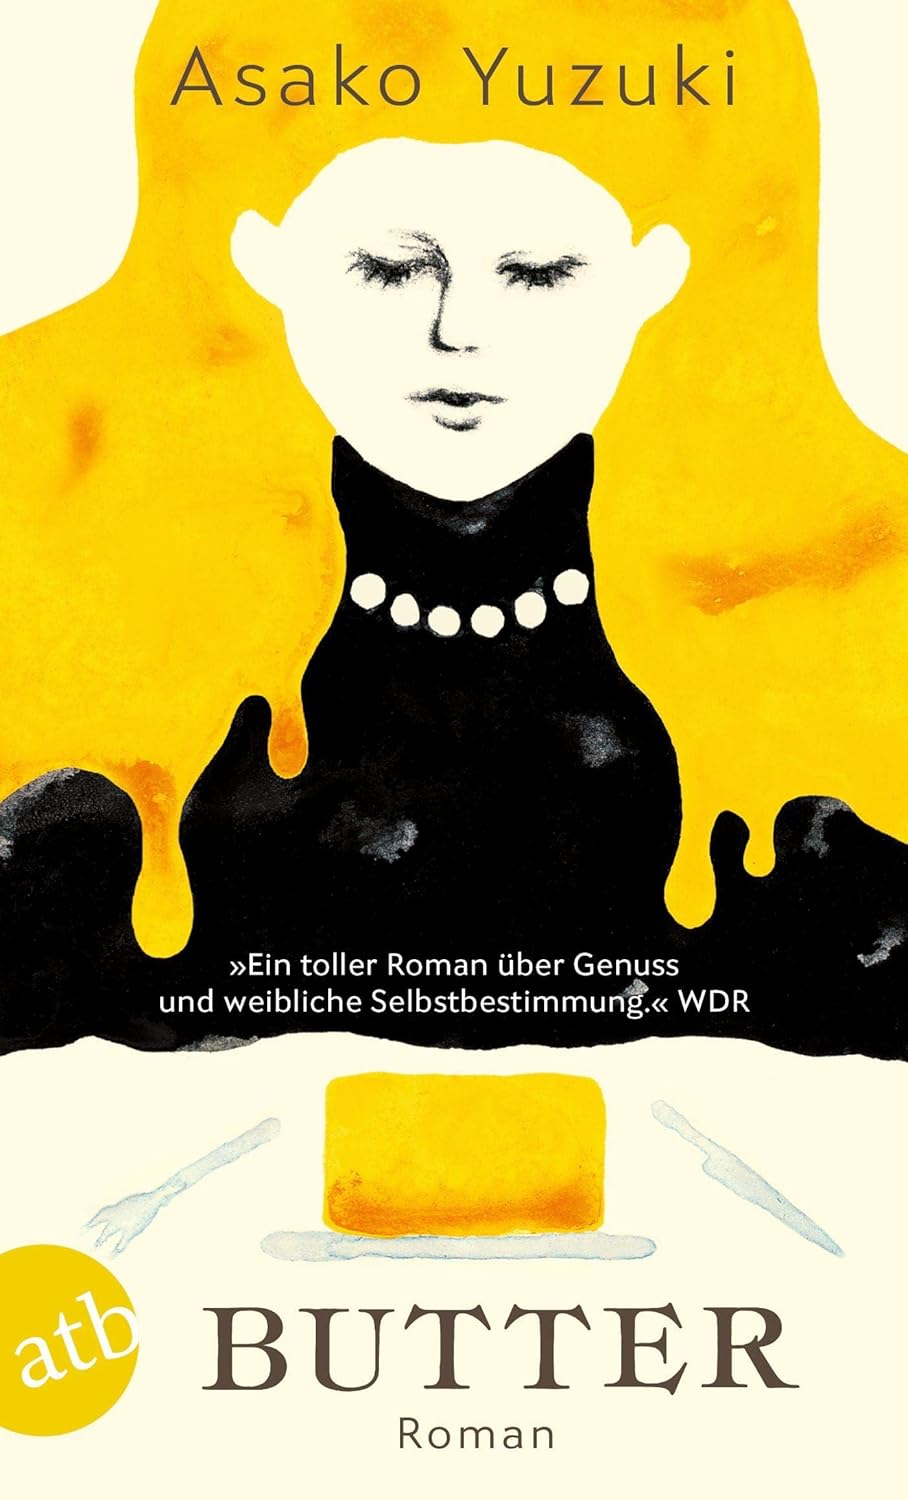 Asako Yuzuki
»Ein toller Roman über Genuss
und weibliche Selbstbestimmung.« WDR
atb
BUTTER
Roman